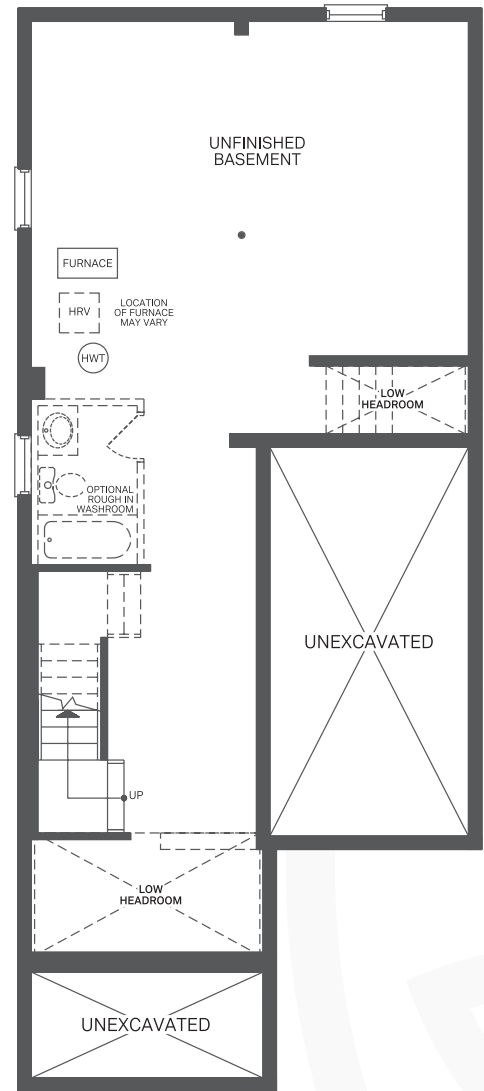 UNFINISHED
BASEMENT
FURNACE
HRV
LOCATION
OF FURNACE
MAY VARY
HWT
LOW
HEADROOM
OPTIONAL
ROUGH IN
WASHROOM
UNEXCAVATED
UP
LOW
HEADROOM
UNEXCAVATED